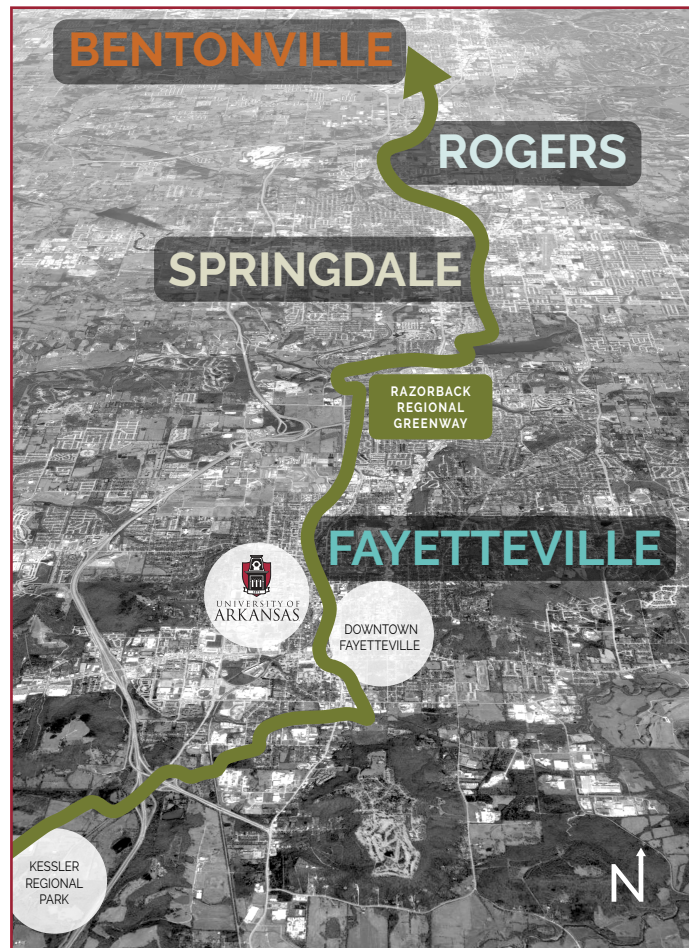 BENTONVILLE
ROGERS
SPRINGDALE
RAZORBACK
REGIONAL
GREENWAY
FAYETTEVILLE
UNIVERSITY OF
ARKANSAS
DOWNTOWN
FAYETTEVILLE
KESSLER
REGIONAL
PARK
N